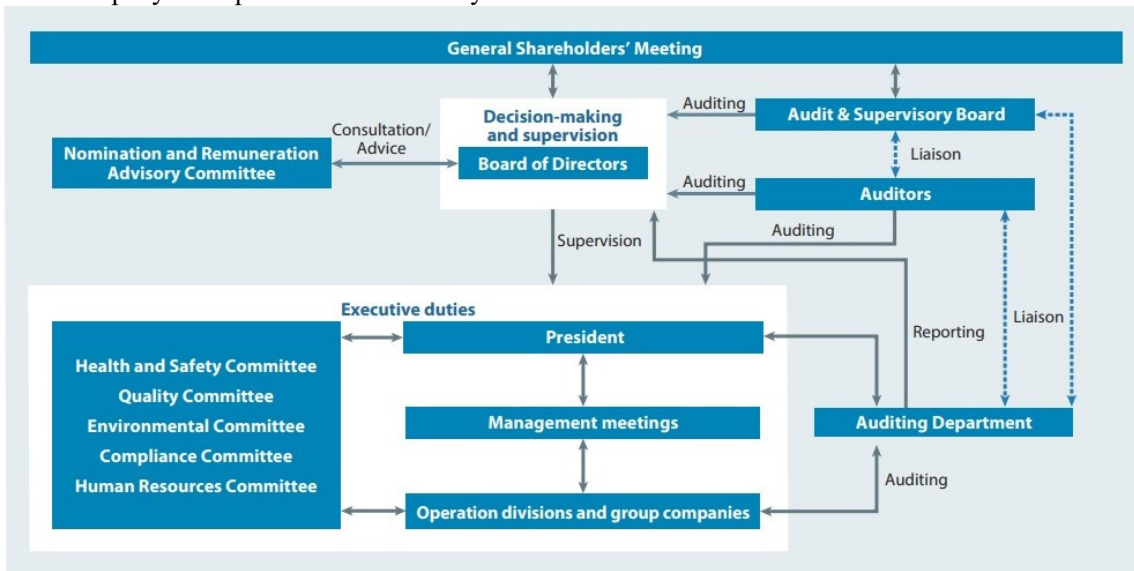 General Shareholders' Meeting
Decision-making
and supervision
Board of Directors
Consultation/
Advice
Nomination and Remuneration
Advisory Committee
Auditing
Audit & Supervisory Board
Liaison
Auditing
Auditors
Supervision
Auditing
Reporting
Liaison
Executive duties
Health and Safety Committee
Quality Committee
Environmental Committee
Compliance Committee
Human Resources Committee
President
Management meetings
Operation divisions and group companies
Auditing Department
Auditing